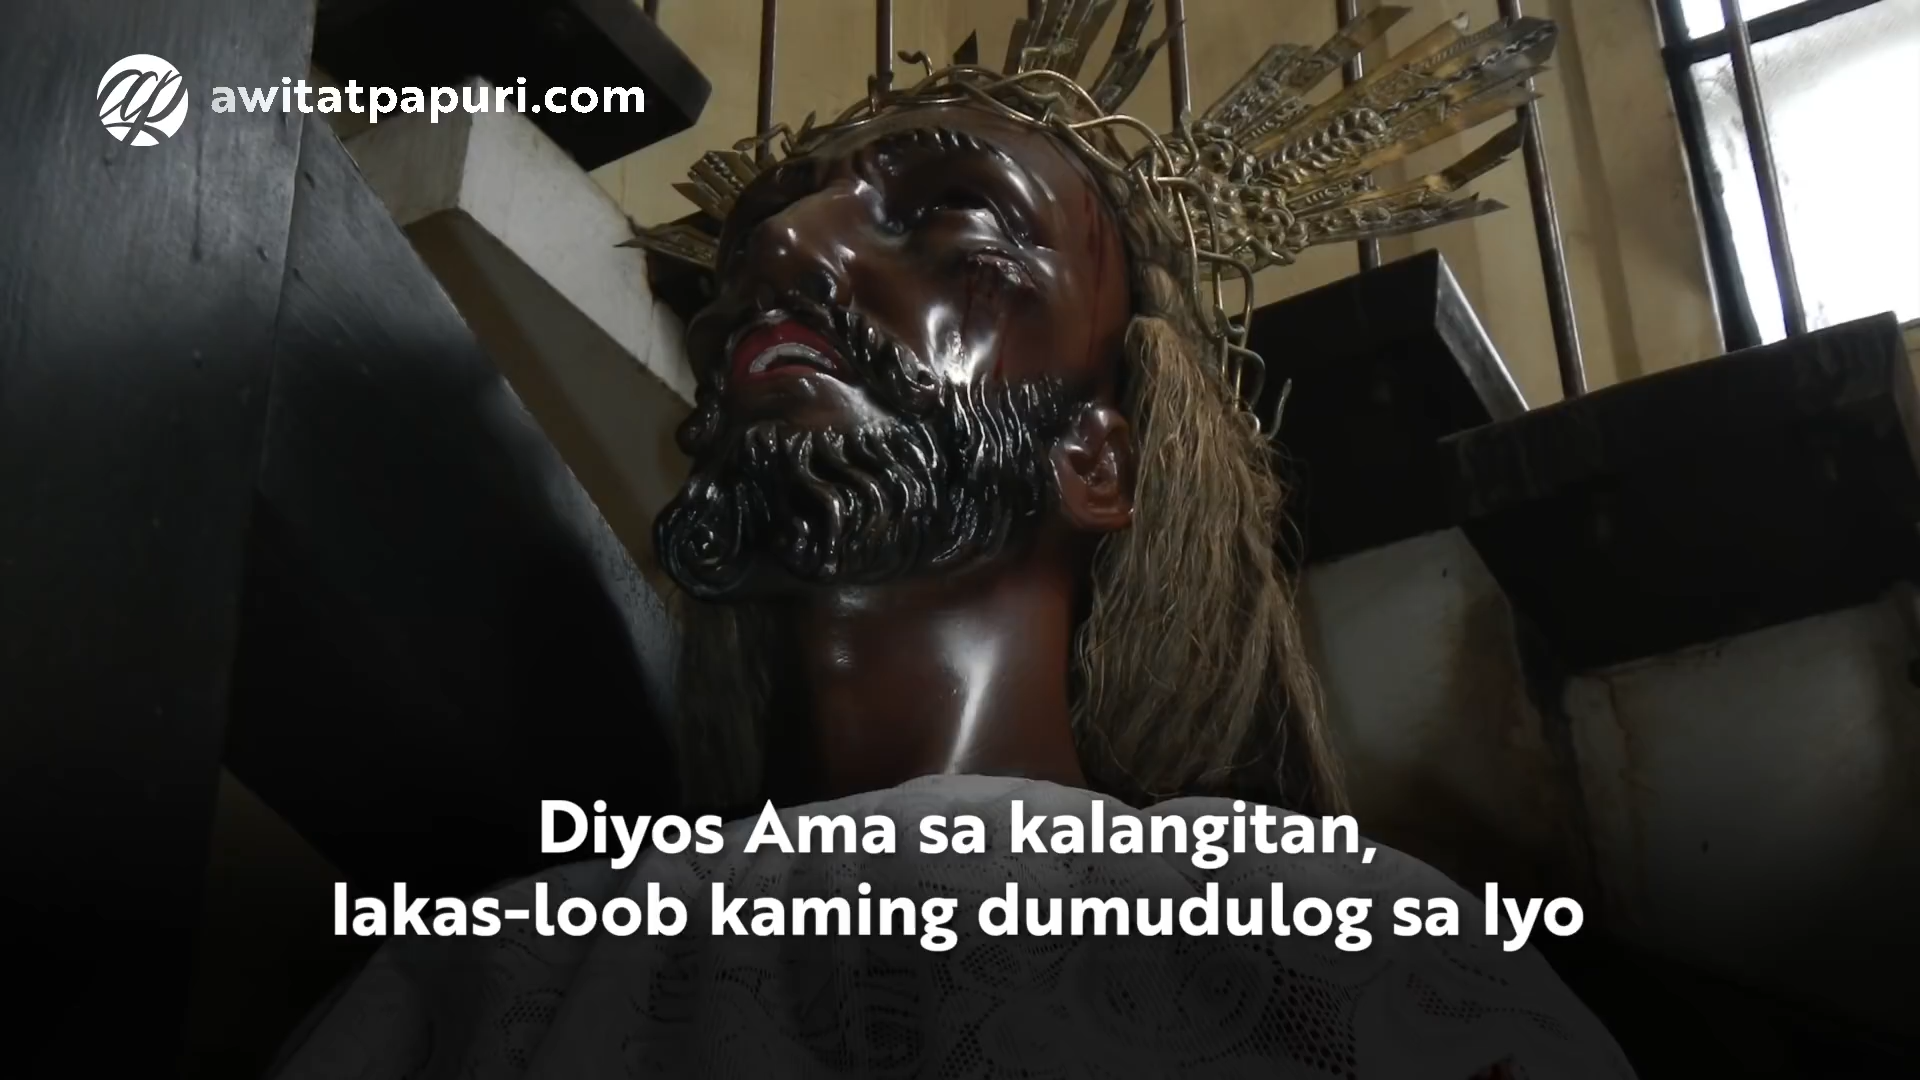 awitatpapuri.com
Diyos Ama sa kalangitan,
lakas-loob kaming dumudulog sa Iyo